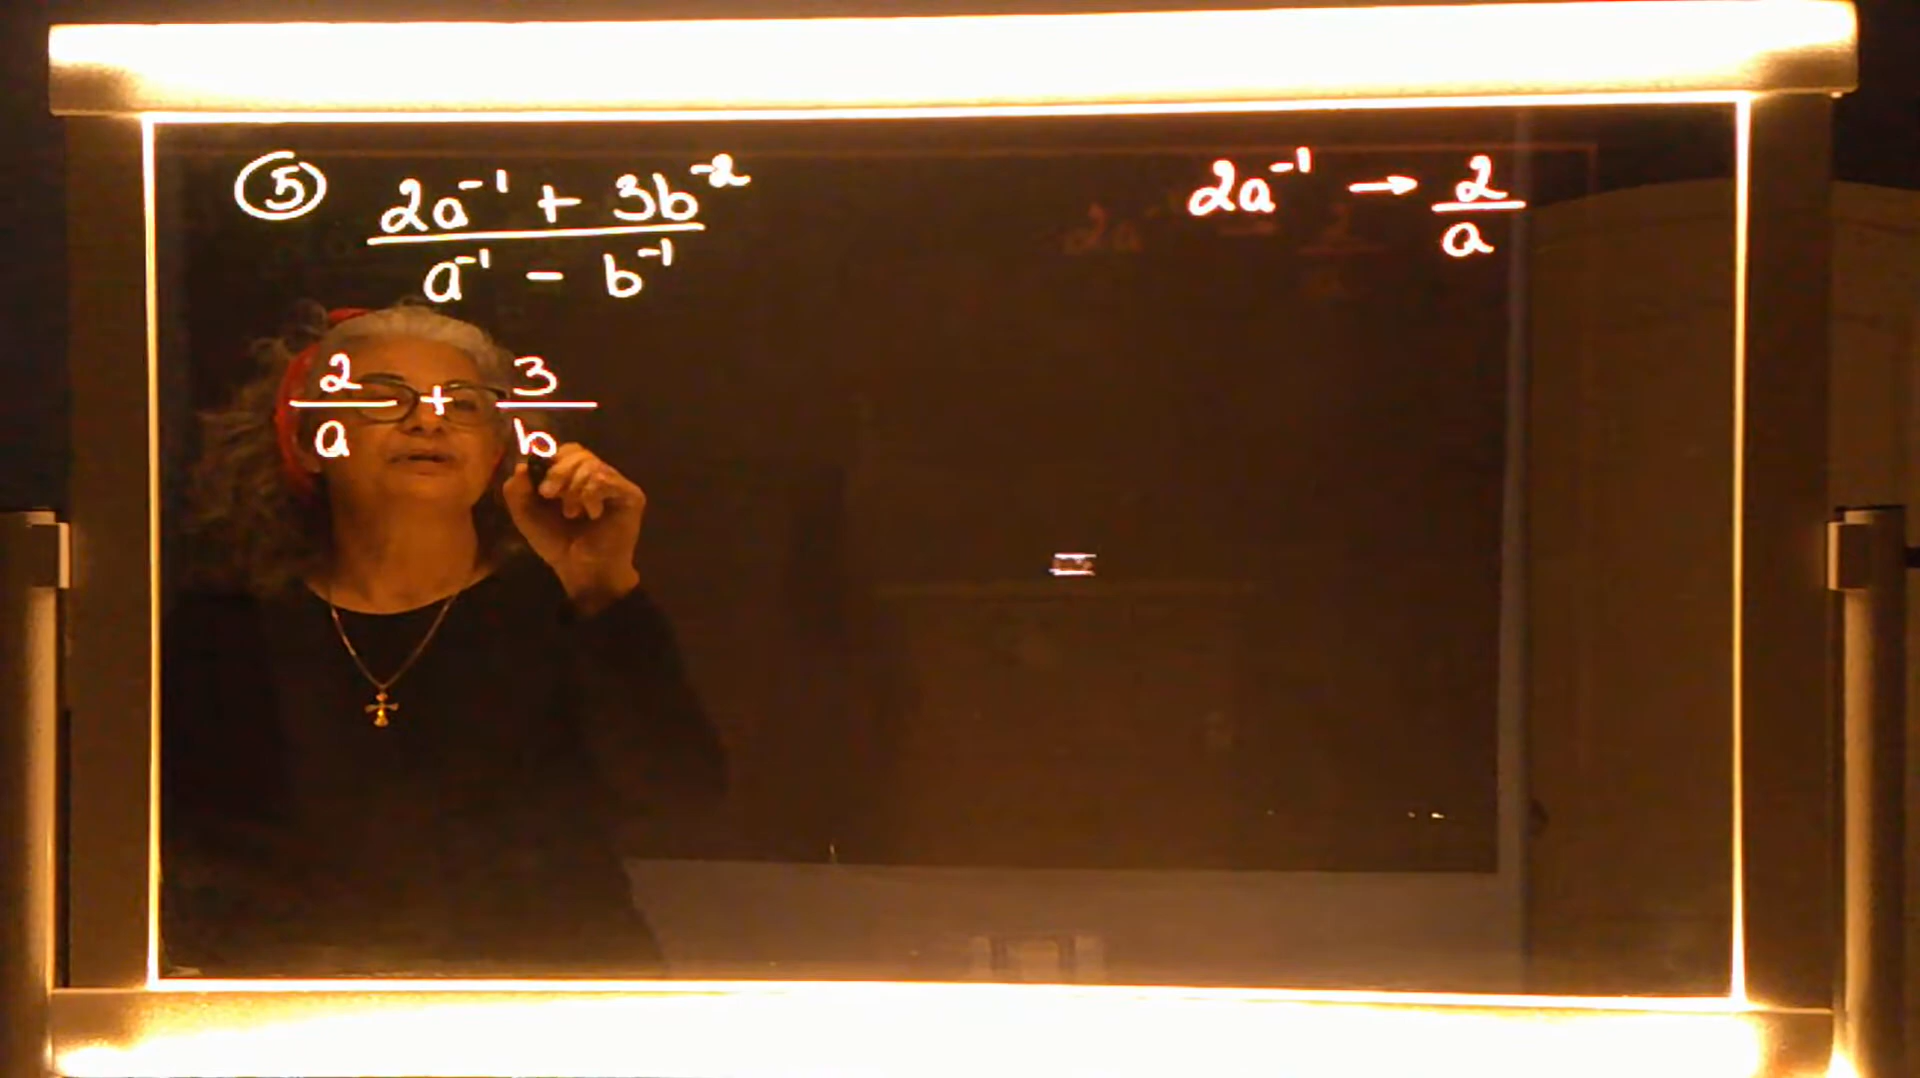 ⑤ (2a⁻¹ + 3b⁻²)/(a⁻¹ - b⁻¹)
2a⁻¹ → 2/a
2/a + 3/b